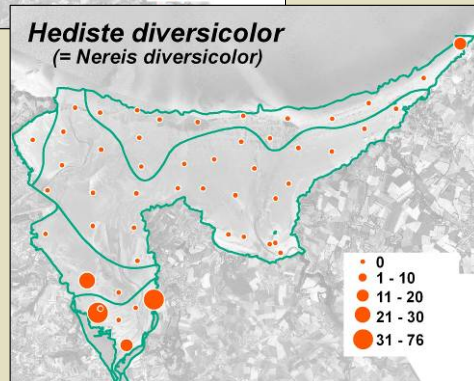 Hediste diversicolor
(= Nereis diversicolor)
0
1 - 10
11 - 20
21 - 30
31 - 76